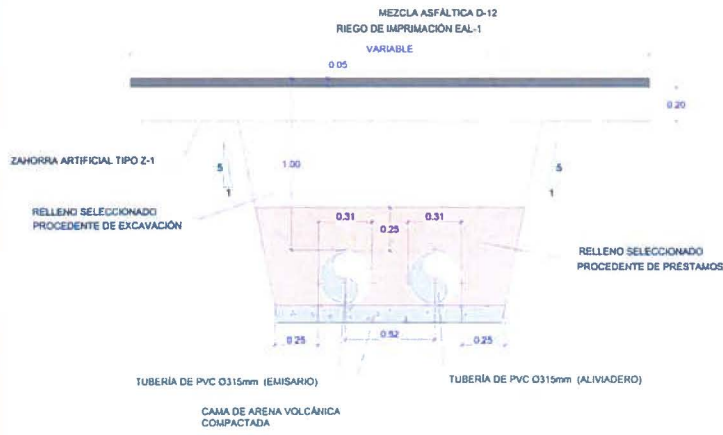 MEZCLA ASFÁLTICA D-12
RIEGO DE IMPRIMACIÓN EAL-1
VARIABLE
0.05
0.20
ZAHORRA ARTIFICIAL TIPO Z-1
5
1
1.00
5
1
RELLENO SELECCIONADO
PROCEDENTE DE EXCAVACIÓN
0.31
0.25
0.31
RELLENO SELECCIONADO
PROCEDENTE DE PRÉSTAMOS
0.25
0.52
0.25
TUBERÍA DE PVC Ø315mm (EMISARIO)
TUBERÍA DE PVC Ø315mm (ALIVIADERO)
CAMA DE ARENA VOLCÁNICA
COMPACTADA